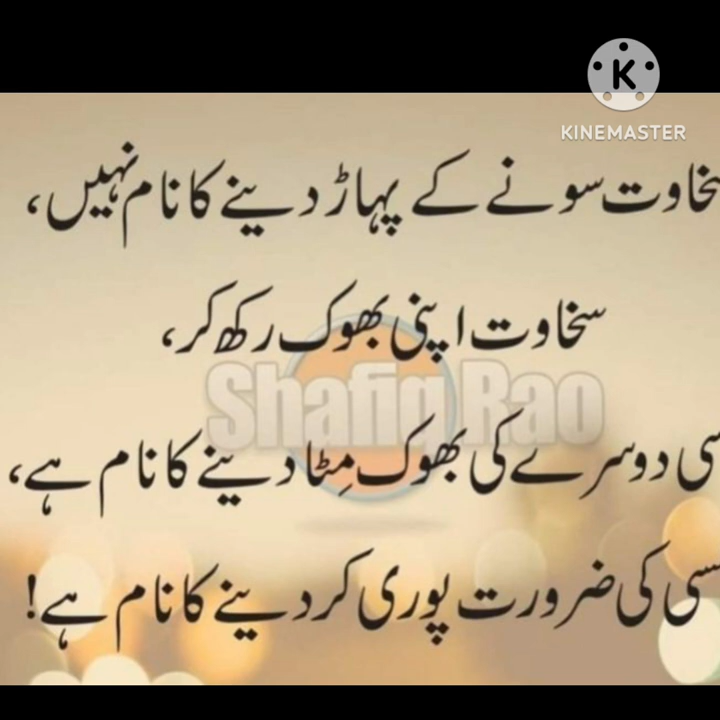 KINEMASTER
سخاوت سونے کے پہاڑ دینے کا نام نہیں،
سخاوت اپنی بھوک رکھ کر،
سی دوسرے کی بھوک مِٹا دینے کا نام ہے،
سی کی ضرورت پوری کر دینے کا نام ہے!
Shafiq Rao